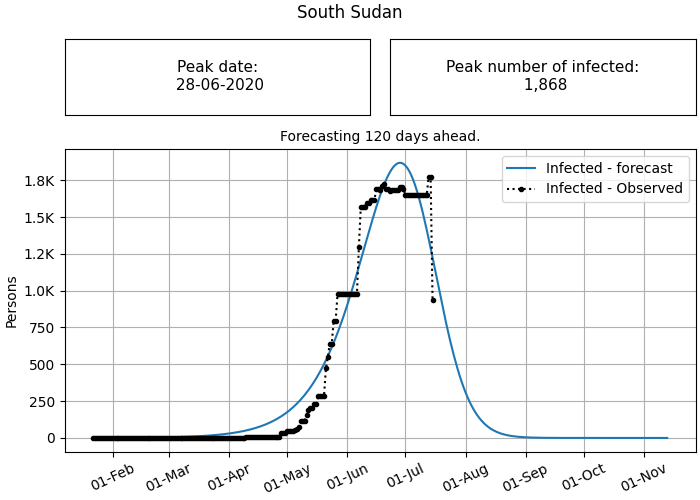 South Sudan
Peak date:
28-06-2020
Peak number of infected:
1,868
Forecasting 120 days ahead.
Infected - forecast
Infected - Observed
Persons
1.8K
1.5K
1.2K
1.0K
750
500
250
0
01-Feb
01-Mar
01-Apr
01-May
01-Jun
01-Jul
01-Aug
01-Sep
01-Oct
01-Nov